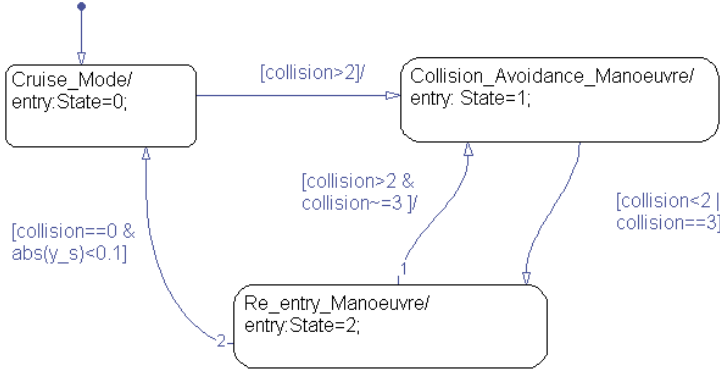 [collision>2]/
Cruise_Mode/
entry:State=0;
Collision_Avoidance_Manoeuvre/
entry: State=1;
[collision>2 &
collision~=3 ]/
[collision<2 |
collision==3]
[collision==0 &
abs(y_s)<0.1]
1
Re_entry_Manoeuvre/
entry:State=2;
2